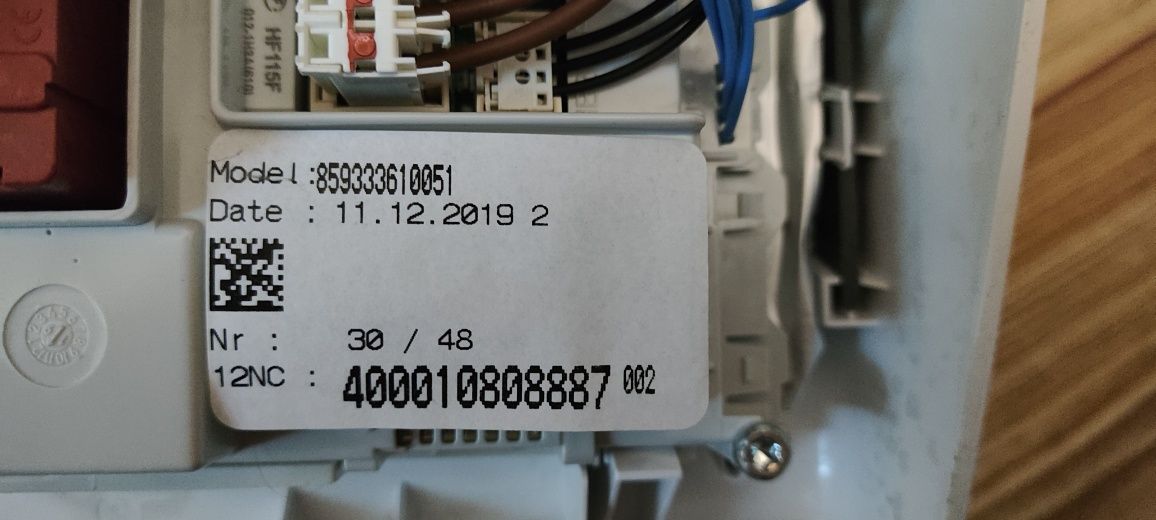 HF115F
Model :859333610051
Date : 11.12.2019 2
Nr : 30 / 48
12NC : 400010808887 002